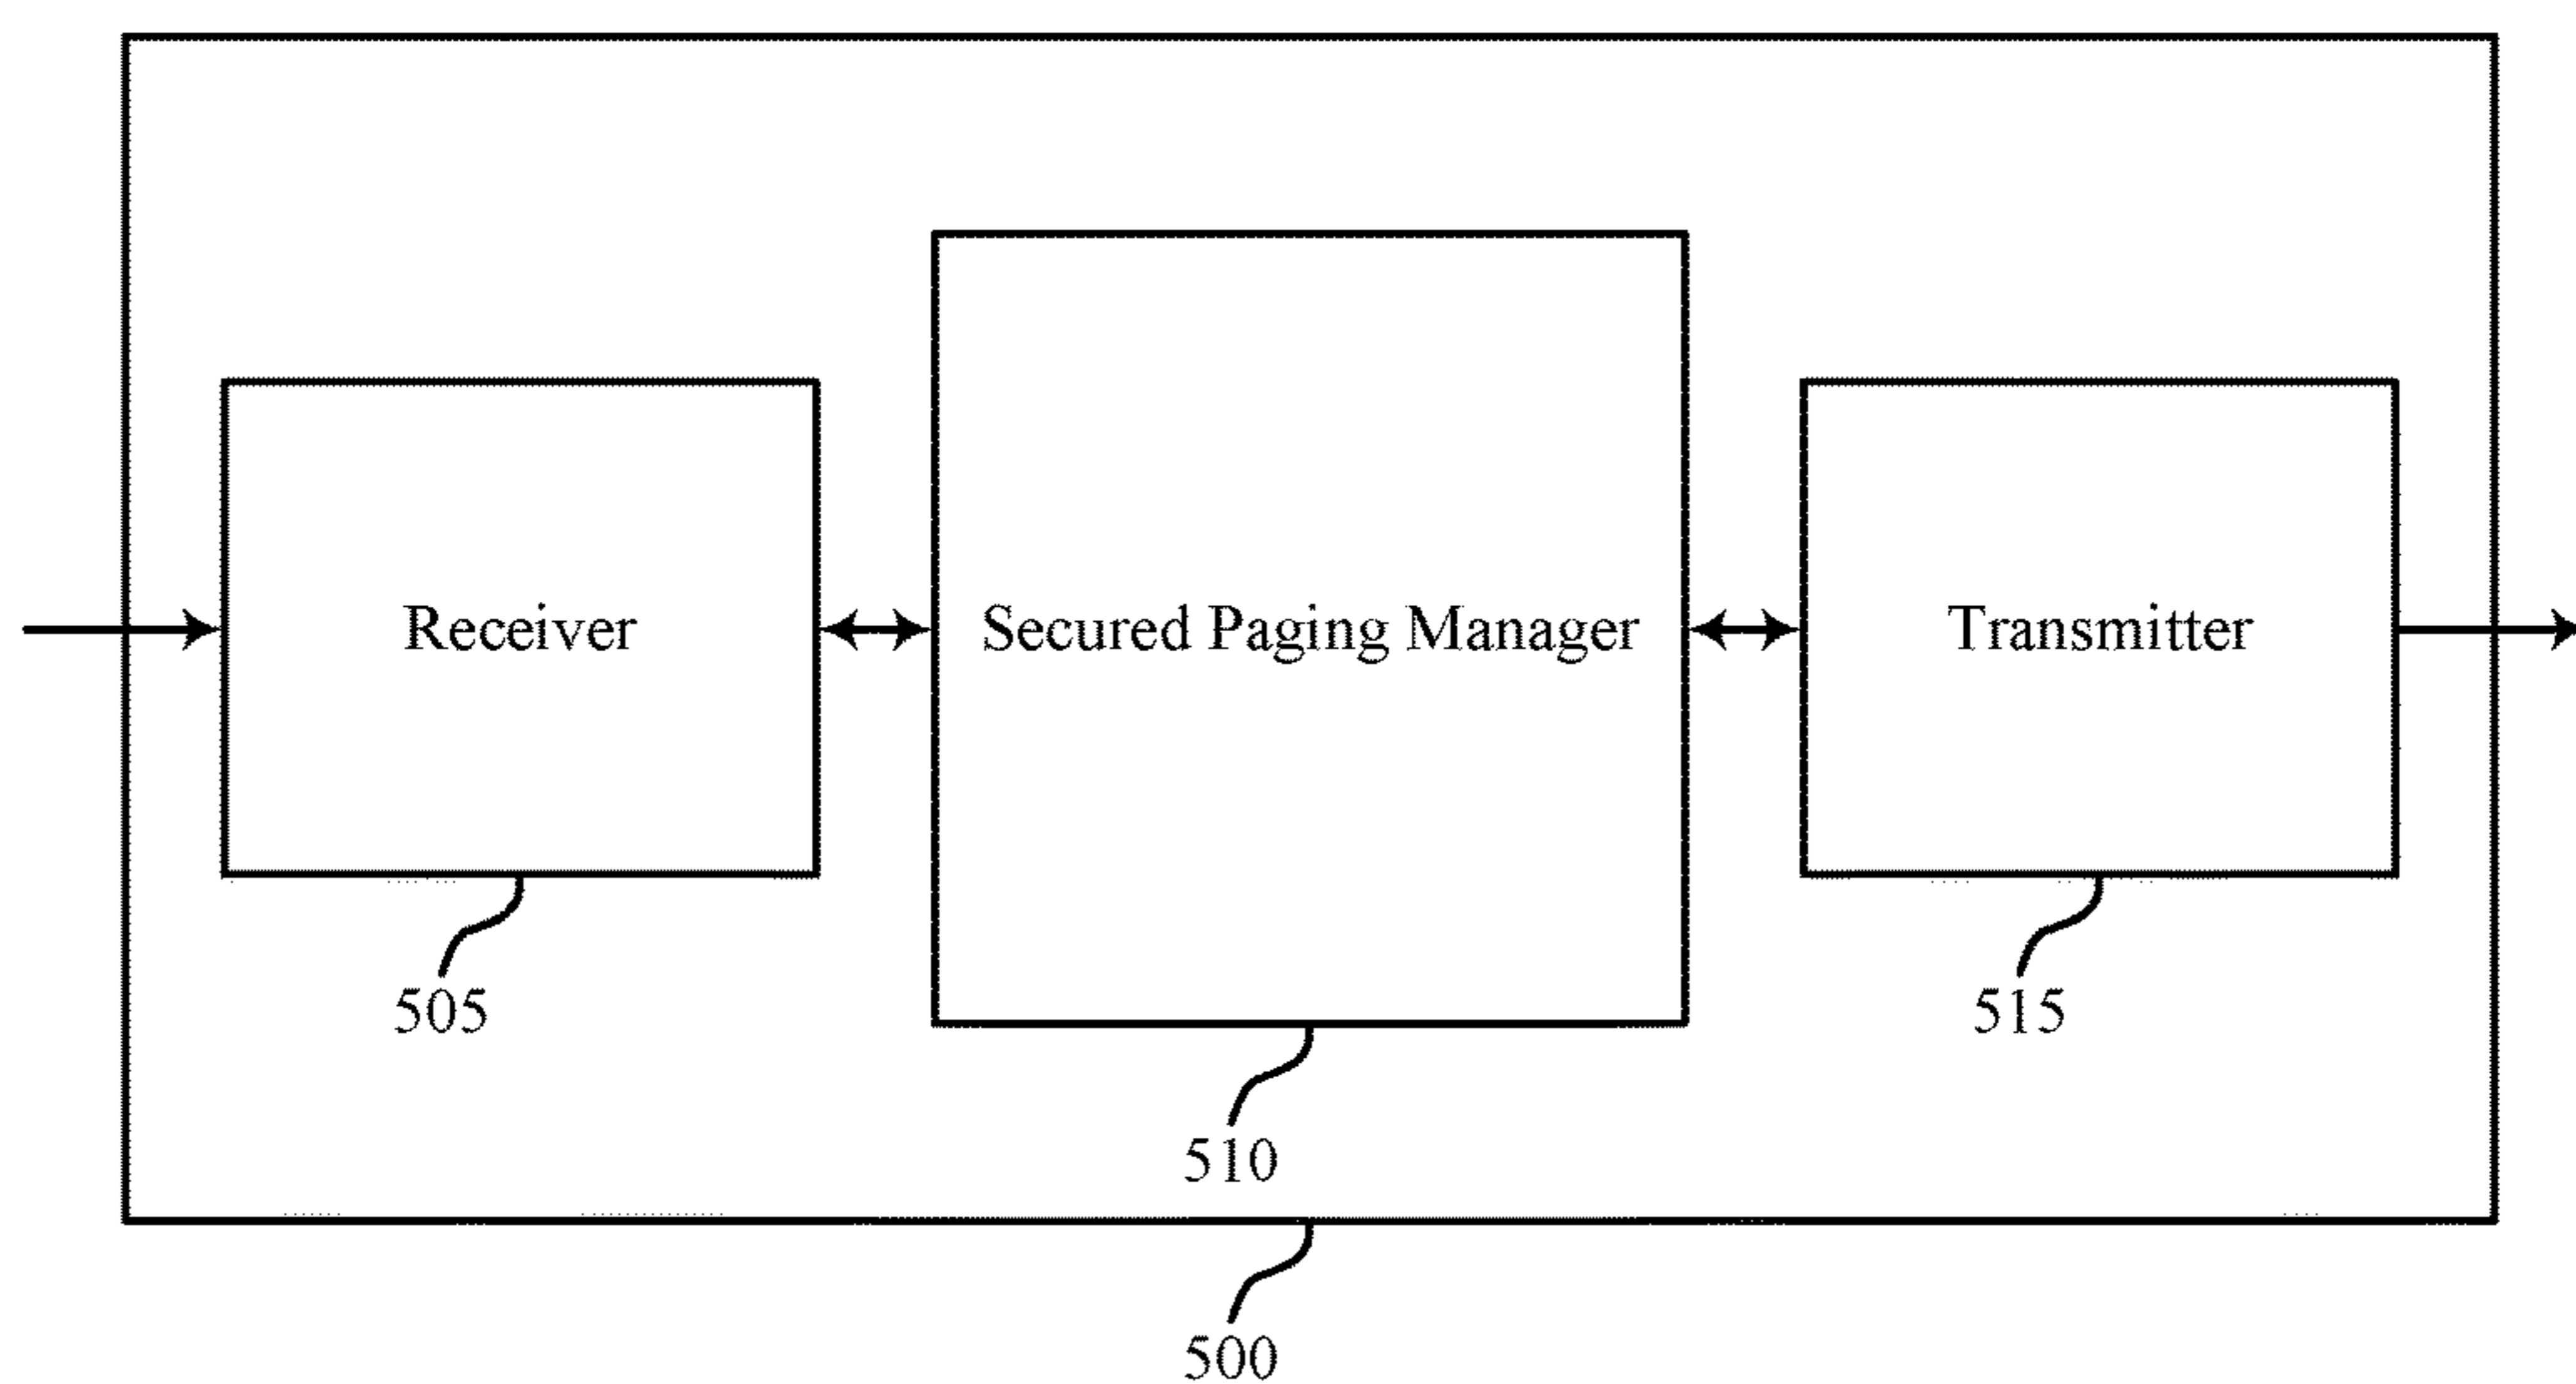 Receiver
Secured Paging Manager
Transmitter
505
515
510
500